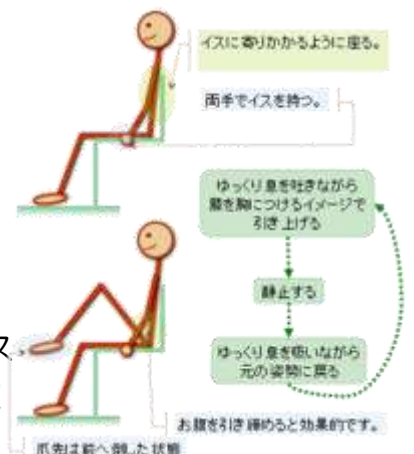 イスに寄りかかるように座る。
両手でイスを持つ。
ゆっくり息を吐きながら
膝を胸につけるイメージで
引き上げる
静止する
ゆっくり息を吸いながら
元の姿勢に戻る
ス
お腹を引き締めると効果的です。
爪先は前へ倒した状態